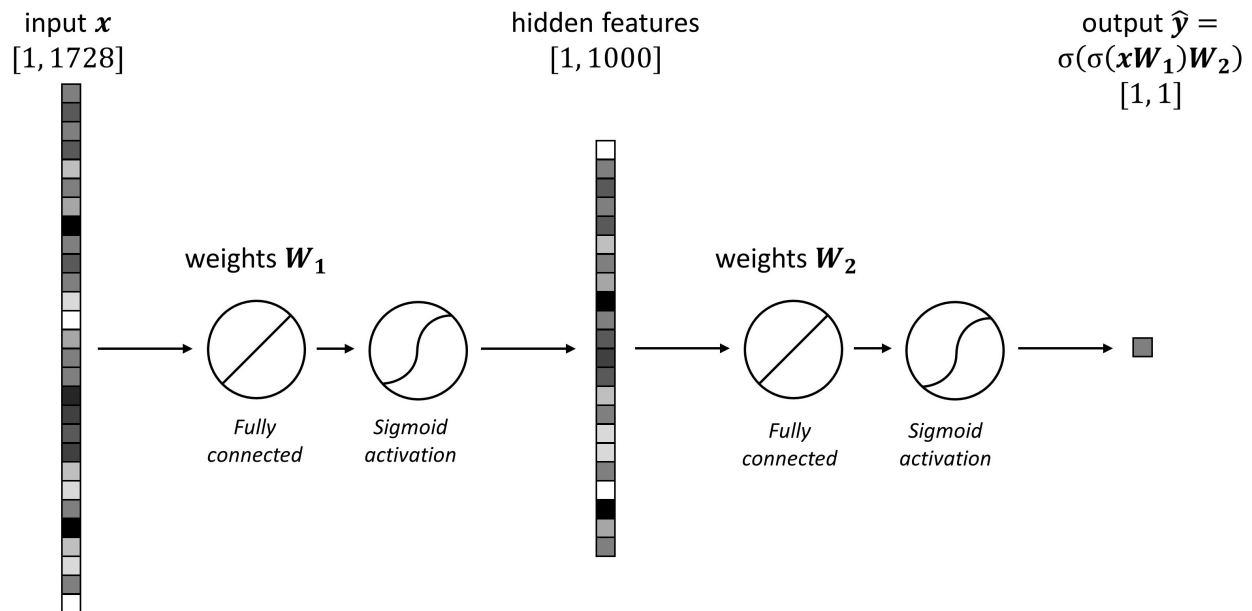 input x
[1, 1728]
hidden features
[1, 1000]
output ŷ =
σ(σ(xW₁)W₂)
[1, 1]
weights W₁
Fully
connected
Sigmoid
activation
weights W₂
Fully
connected
Sigmoid
activation